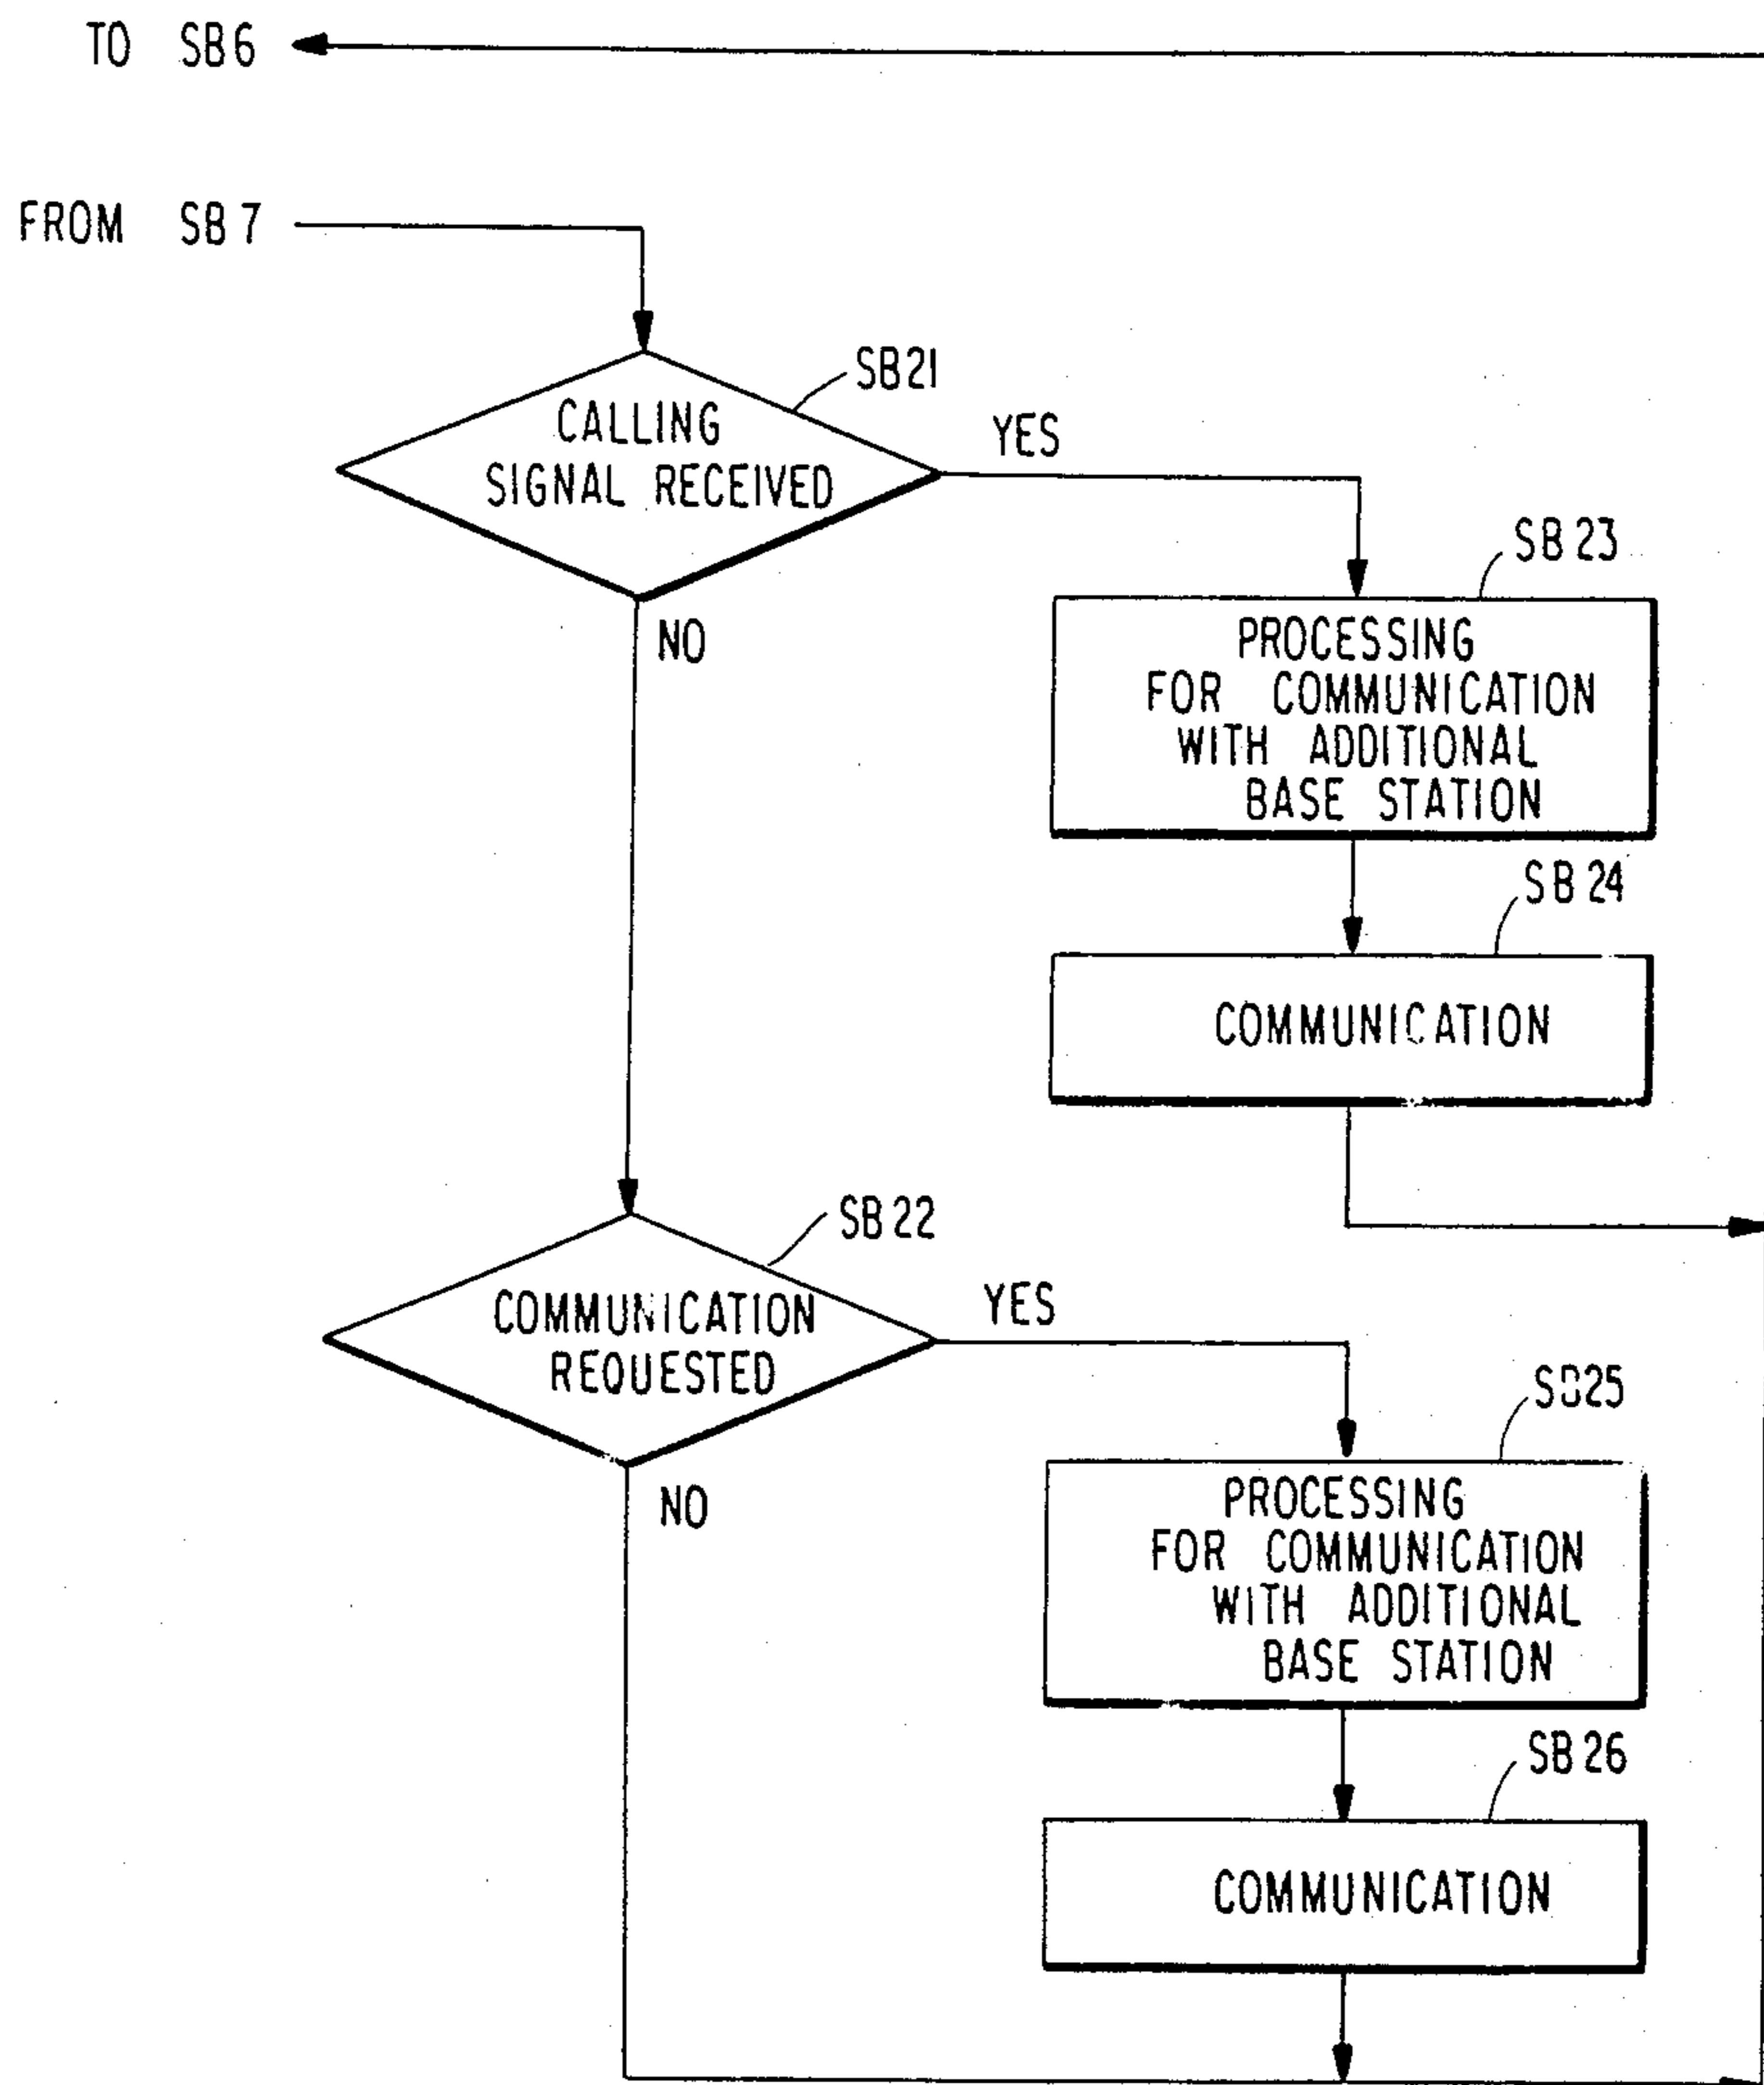 TO SB6
FROM SB7
SB21
CALLING
SIGNAL RECEIVED
YES
NO
SB23
PROCESSING
FOR COMMUNICATION
WITH ADDITIONAL
BASE STATION
SB24
COMMUNICATION
SB22
COMMUNICATION
REQUESTED
YES
NO
SB25
PROCESSING
FOR COMMUNICATION
WITH ADDITIONAL
BASE STATION
SB26
COMMUNICATION